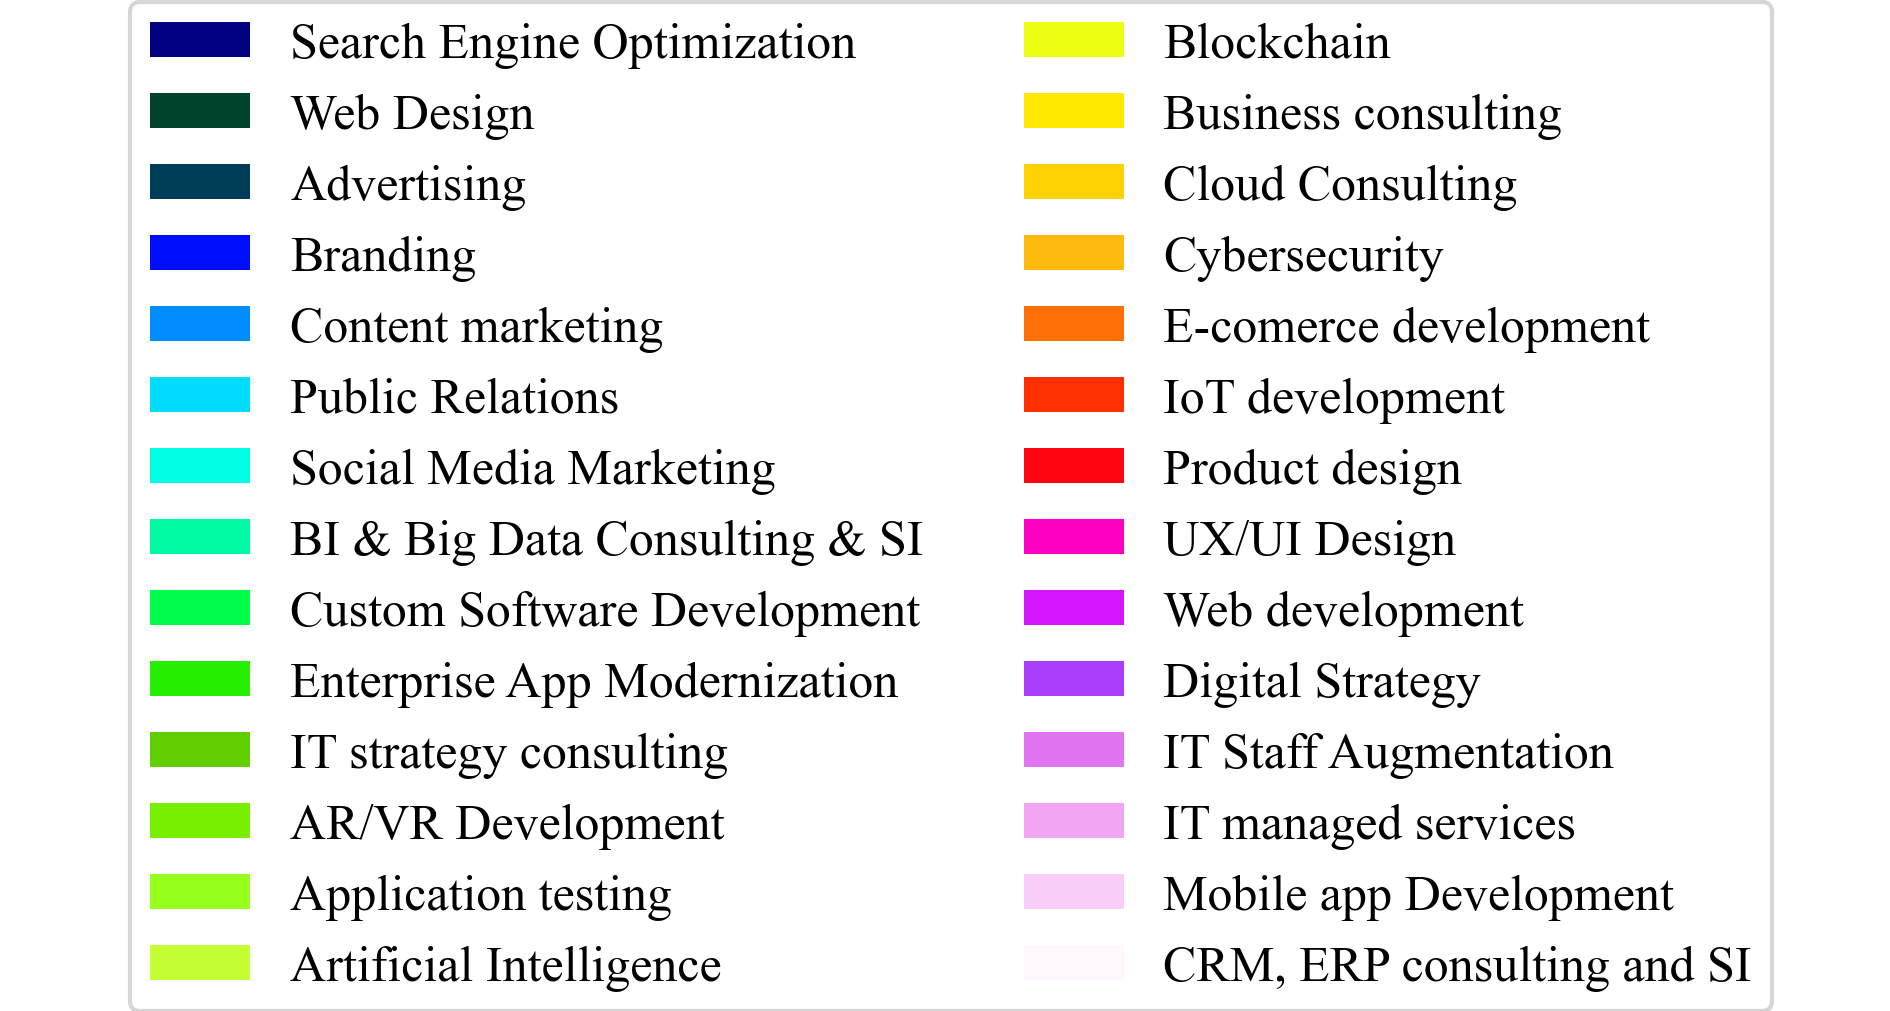 Search Engine Optimization
Web Design
Advertising
Branding
Content marketing
Public Relations
Social Media Marketing
BI & Big Data Consulting & SI
Custom Software Development
Enterprise App Modernization
IT strategy consulting
AR/VR Development
Application testing
Artificial Intelligence
Blockchain
Business consulting
Cloud Consulting
Cybersecurity
E-comerce development
IoT development
Product design
UX/UI Design
Web development
Digital Strategy
IT Staff Augmentation
IT managed services
Mobile app Development
CRM, ERP consulting and SI